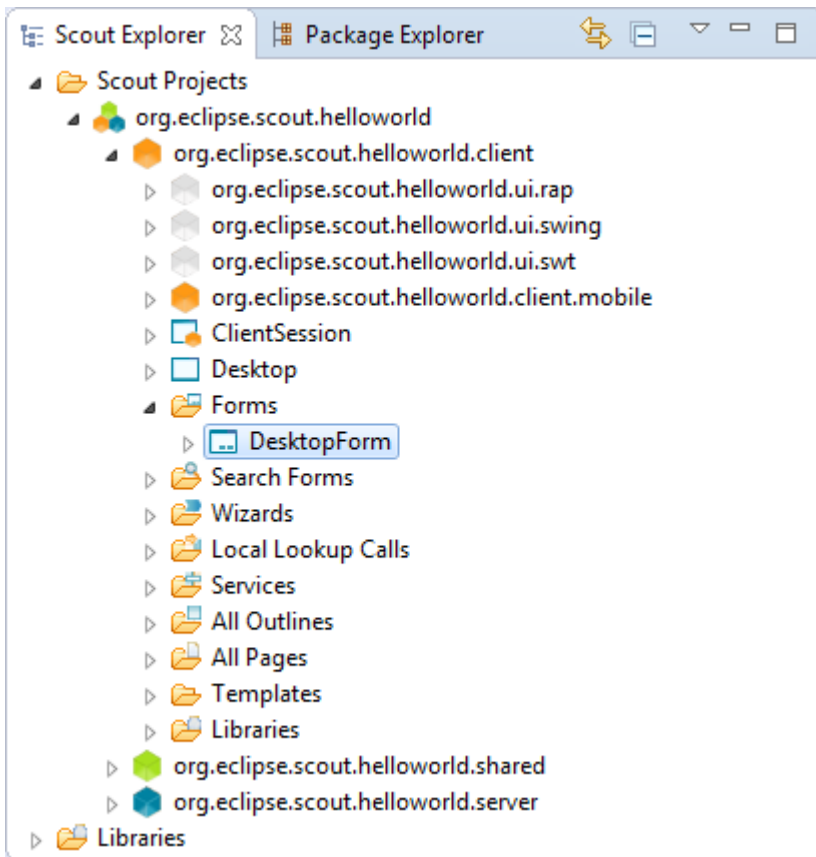 Scout Explorer Package Explorer
Scout Projects
org.eclipse.scout.helloworld
org.eclipse.scout.helloworld.client
org.eclipse.scout.helloworld.ui.rap
org.eclipse.scout.helloworld.ui.swing
org.eclipse.scout.helloworld.ui.swt
org.eclipse.scout.helloworld.client.mobile
ClientSession
Desktop
Forms
DesktopForm
Search Forms
Wizards
Local Lookup Calls
Services
All Outlines
All Pages
Templates
Libraries
org.eclipse.scout.helloworld.shared
org.eclipse.scout.helloworld.server
Libraries